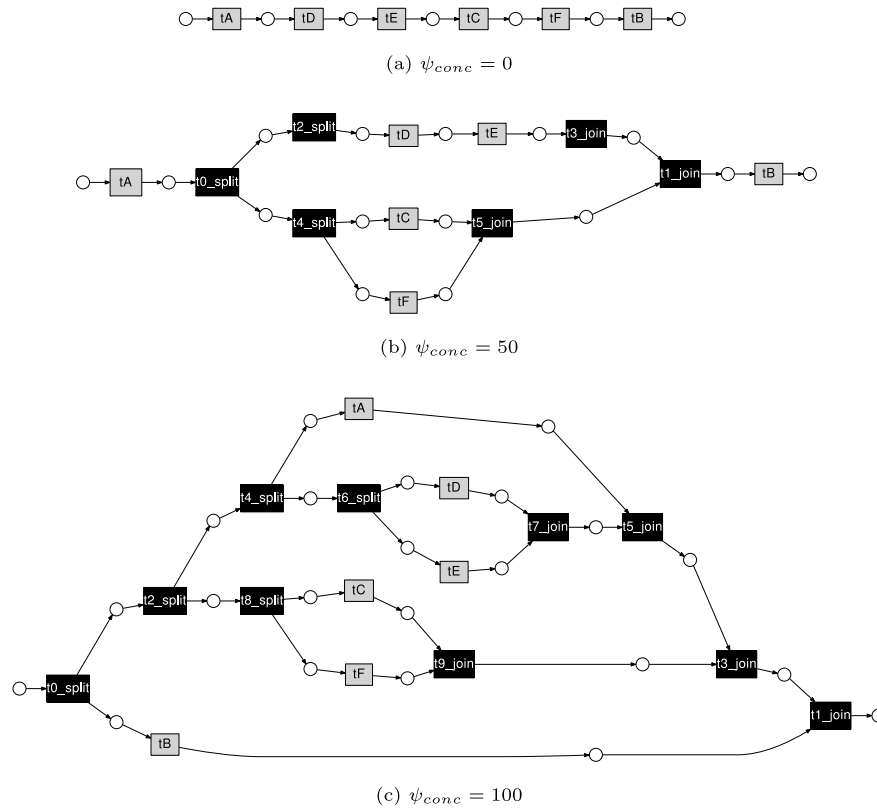 tA tD tE tC tF tB
(a) ψconc = 0
t2_split tD tE t3_join
tA t0_split t1_join tB
t4_split tC t5_join
tF
(b) ψconc = 50
tA
t4_split t6_split tD t7_join t5_join
tE
t2_split t8_split tC
t0_split tF t9_join t3_join
t1_join
tB
(c) ψconc = 100